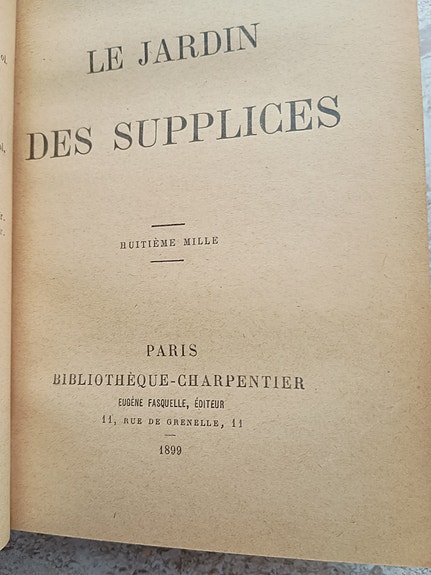 LE JARDIN
DES SUPPLICES
HUITIÈME MILLE
PARIS
BIBLIOTHÈQUE-CHARPENTIER
EUGÈNE FASQUELLE, ÉDITEUR
11, RUE DE GRENELLE, 11
1899